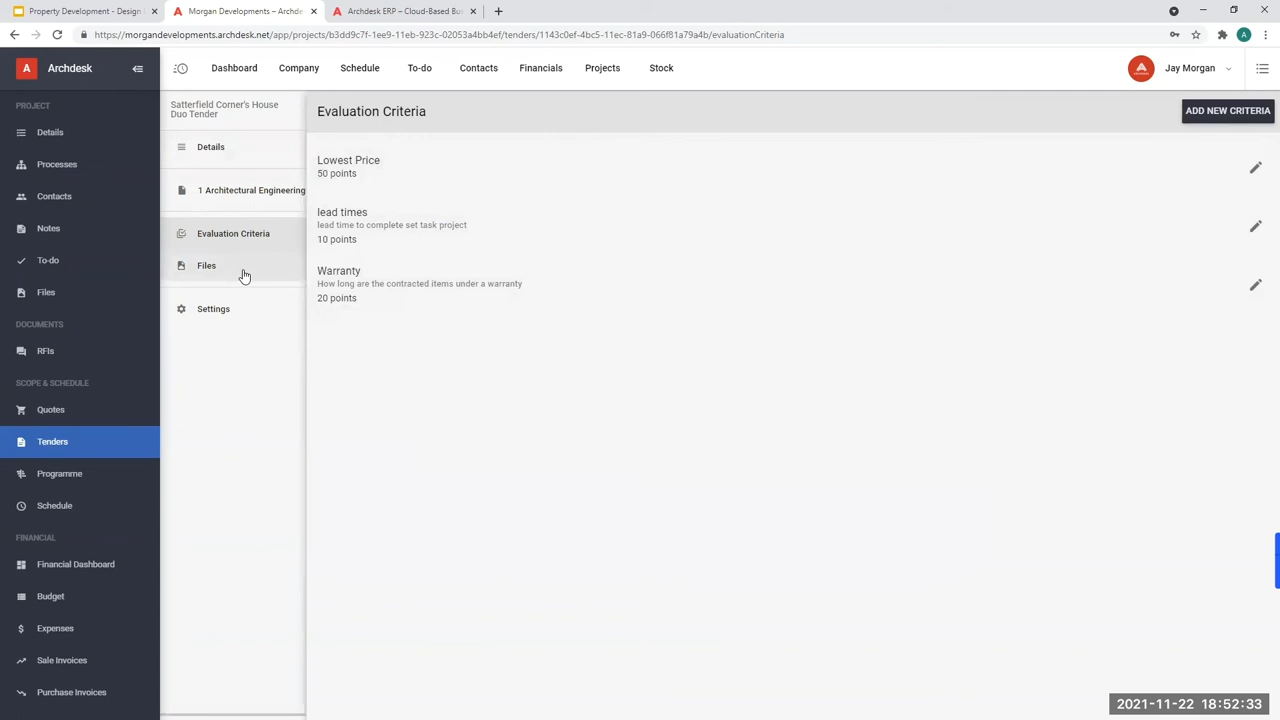 Property Development - Design
Morgan Developments – Archde
Archdesk ERP – Cloud-Based Bus
https://morgandevelopments.archdesk.net/app/projects/b3dd9c7f-1ee9-11eb-923c-02053a4bb4ef/tenders/1143c0ef-4bc5-11ec-81a9-066f81a79a4b/evaluationCriteria
A
A Archdesk
Dashboard Company Schedule To-do Contacts Financials Projects Stock
Jay Morgan
PROJECT
Details
Processes
Contacts
Notes
To-do
Files
DOCUMENTS
RFIs
SCOPE & SCHEDULE
Quotes
Tenders
Programme
Schedule
FINANCIAL
Financial Dashboard
Budget
Expenses
Sale Invoices
Purchase Invoices
Satterfield Corner's House
Duo Tender
Details
1 Architectural Engineering
Evaluation Criteria
Files
Settings
Evaluation Criteria
ADD NEW CRITERIA
Lowest Price
50 points
lead times
lead time to complete set task project
10 points
Warranty
How long are the contracted items under a warranty
20 points
2021-11-22 18:52:33